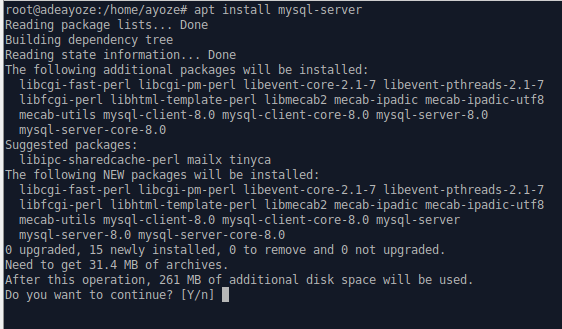 root@adeayoze:/home/ayoze# apt install mysql-server
Reading package lists... Done
Building dependency tree
Reading state information... Done
The following additional packages will be installed:
  libcgi-fast-perl libcgi-pm-perl libevent-core-2.1-7 libevent-pthreads-2.1-7
  libfcgi-perl libhtml-template-perl libmecab2 mecab-ipadic mecab-ipadic-utf8
  mecab-utils mysql-client-8.0 mysql-client-core-8.0 mysql-server-8.0
  mysql-server-core-8.0
Suggested packages:
  libipc-sharedcache-perl mailx tinyca
The following NEW packages will be installed:
  libcgi-fast-perl libcgi-pm-perl libevent-core-2.1-7 libevent-pthreads-2.1-7
  libfcgi-perl libhtml-template-perl libmecab2 mecab-ipadic mecab-ipadic-utf8
  mecab-utils mysql-client-8.0 mysql-client-core-8.0 mysql-server
  mysql-server-8.0 mysql-server-core-8.0
0 upgraded, 15 newly installed, 0 to remove and 0 not upgraded.
Need to get 31.4 MB of archives.
After this operation, 261 MB of additional disk space will be used.
Do you want to continue? [Y/n]